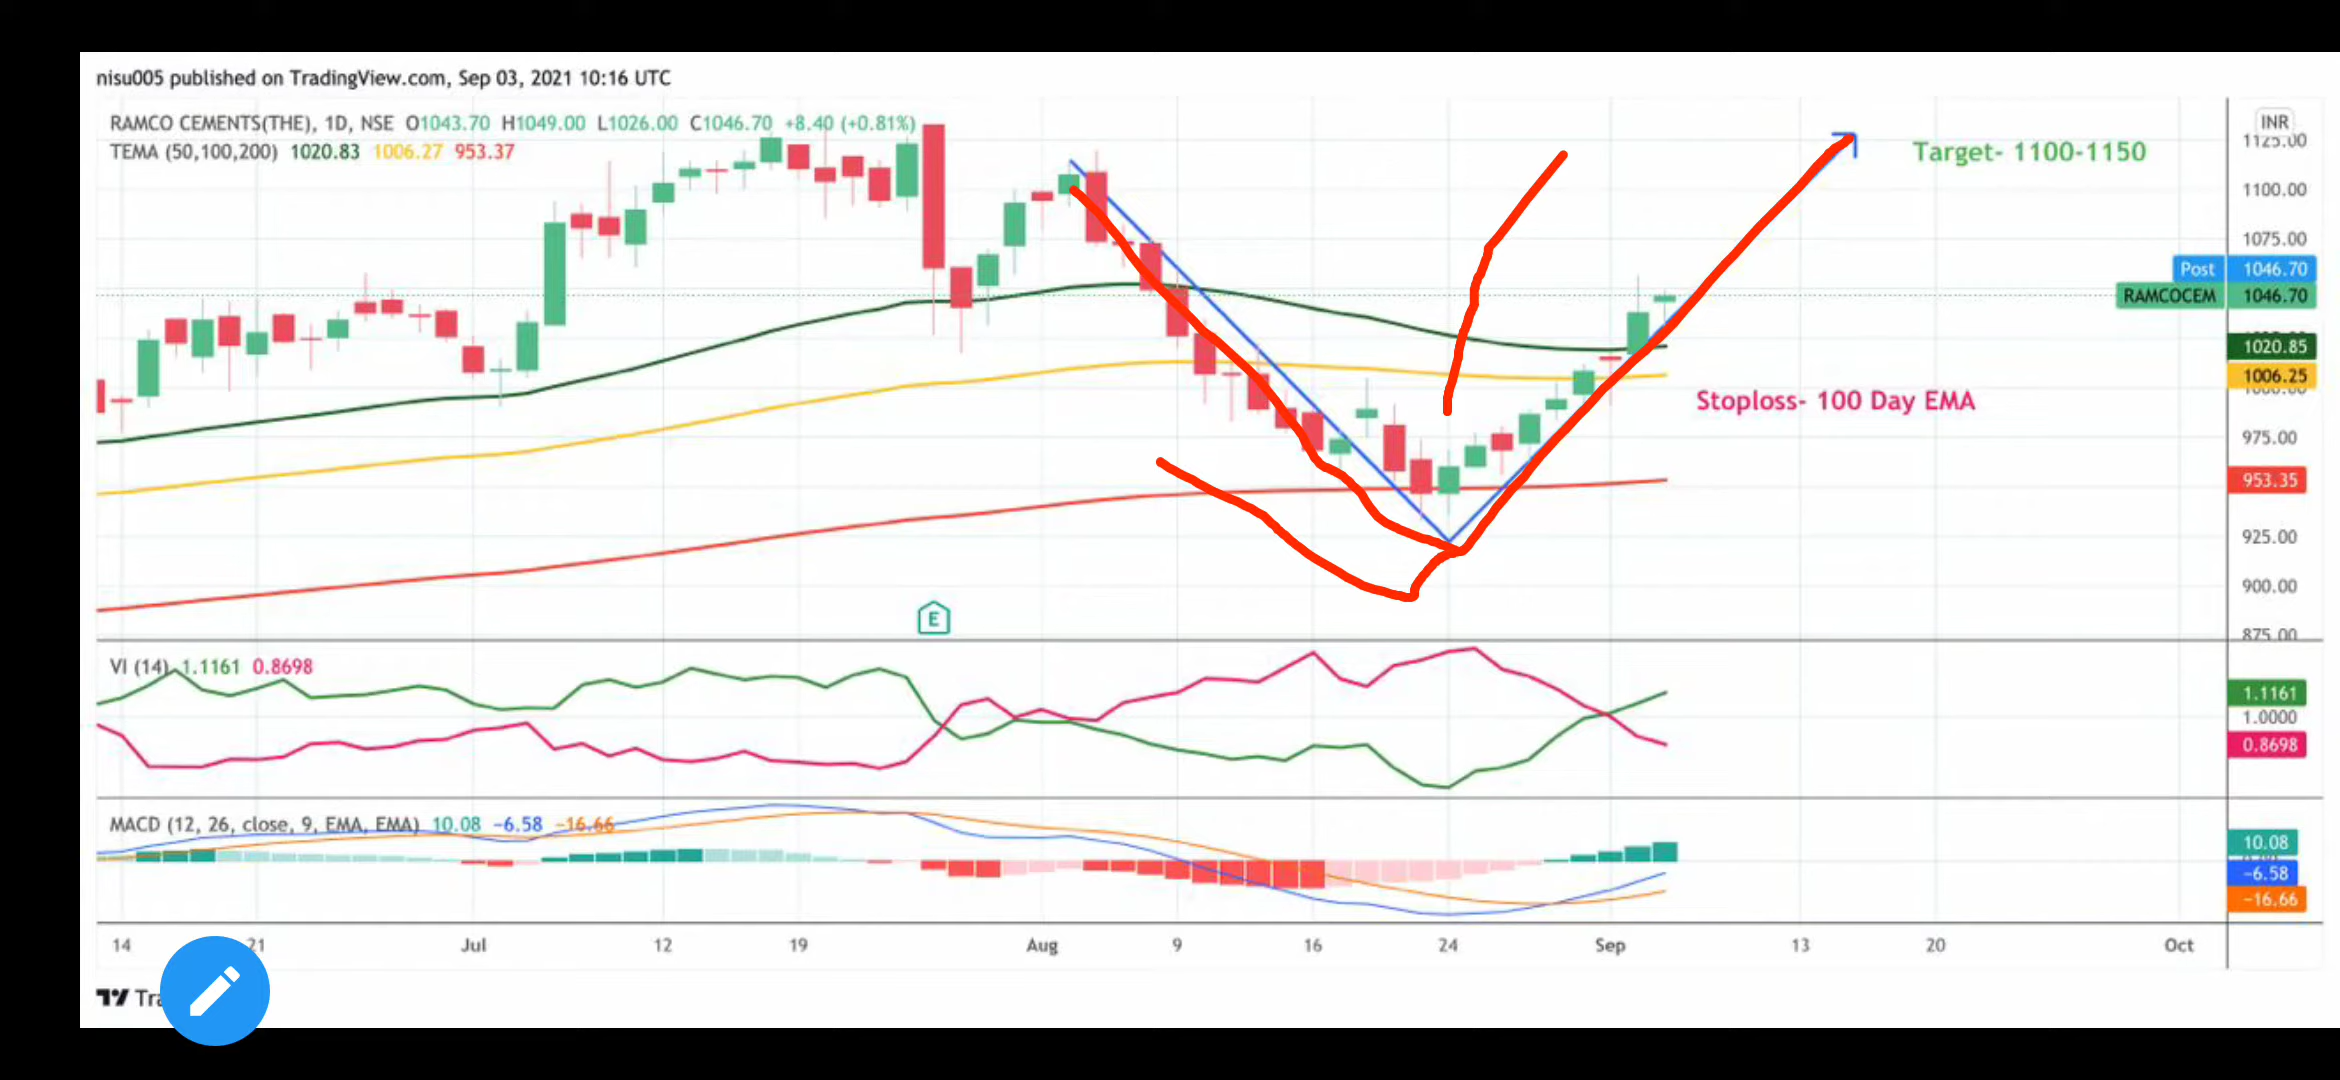 nisu005 published on TradingView.com, Sep 03, 2021 10:16 UTC
RAMCO CEMENTS(THE), 1D, NSE O1043.70 H1049.00 L1026.00 C1046.70 +8.40 (+0.81%)
TEMA (50,100,200) 1020.83 1006.27 953.37
INR
1125.00
Target- 1100-1150
1100.00
1075.00
Post 1046.70
RAMCOCEM 1046.70
1020.85
1006.25
Stoploss- 100 Day EMA
975.00
953.35
925.00
900.00
E
875.00
VI (14) 1.1161 0.8698
1.1161
1.0000
0.8698
MACD (12, 26, close, 9, EMA, EMA) 10.08 −6.58 −16.66
10.08
−6.58
−16.66
14 21 Jul 12 19 Aug 9 16 24 Sep 13 20 Oct